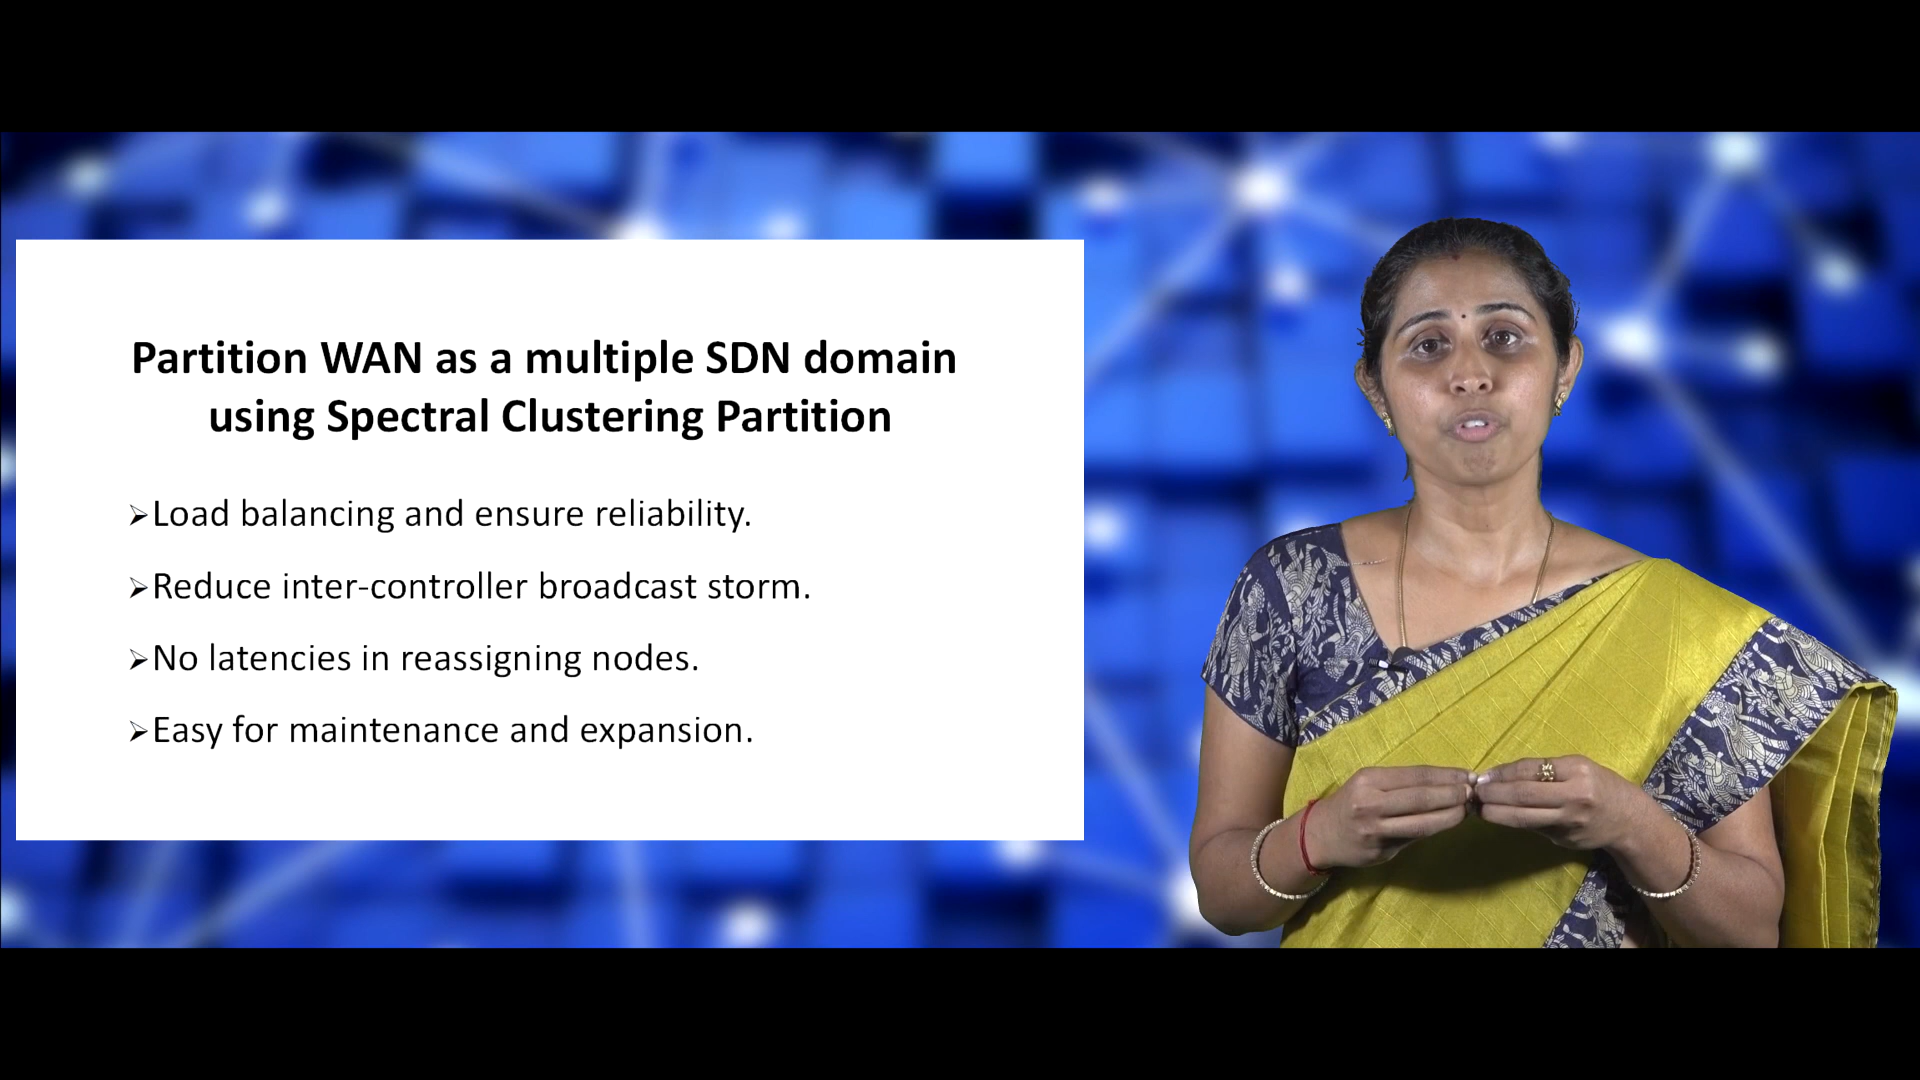 Partition WAN as a multiple SDN domain
using Spectral Clustering Partition
➢Load balancing and ensure reliability.
➢Reduce inter-controller broadcast storm.
➢No latencies in reassigning nodes.
➢Easy for maintenance and expansion.